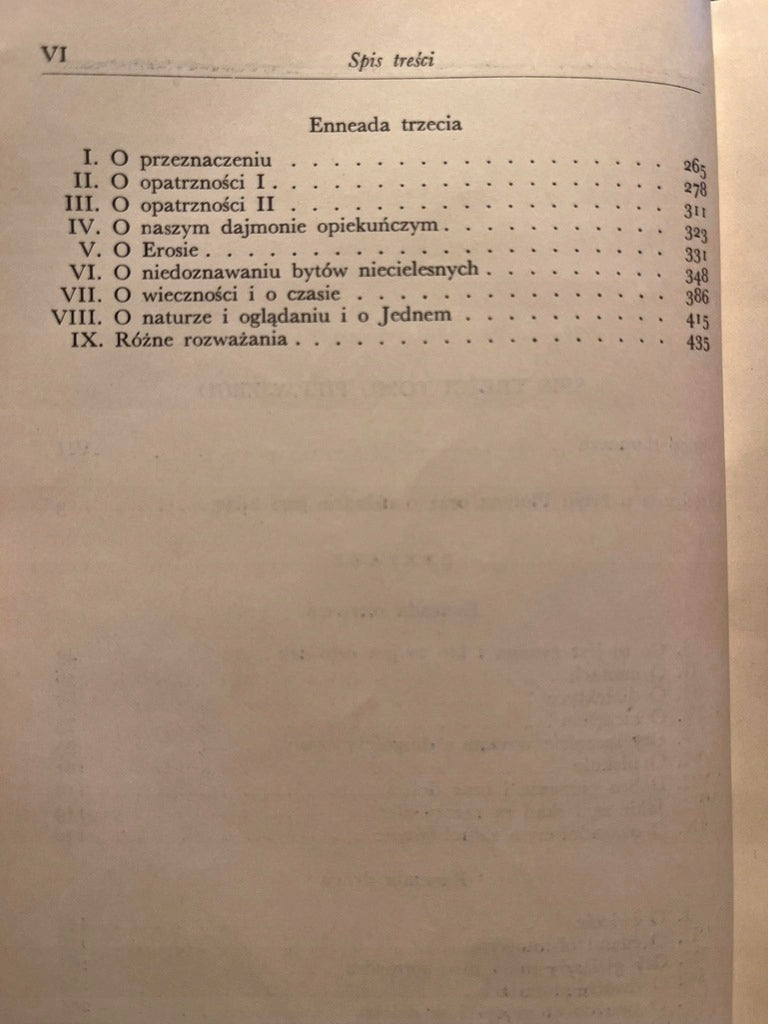 VI
Spis treści
Enneada trzecia
I. O przeznaczeniu . . . . . . . . . . . . . . . . . . 265
II. O opatrzności I . . . . . . . . . . . . . . . . . . . 278
III. O opatrzności II . . . . . . . . . . . . . . . . . . 311
IV. O naszym dajmonie opiekuńczym . . . . . . . . . . . 323
V. O Erosie . . . . . . . . . . . . . . . . . . . . . . 331
VI. O niedoznawaniu bytów niecielesnych . . . . . . . . . 348
VII. O wieczności i o czasie . . . . . . . . . . . . . . . 386
VIII. O naturze i oglądaniu i o Jednem . . . . . . . . . . 415
IX. Różne rozważania . . . . . . . . . . . . . . . . . . 435